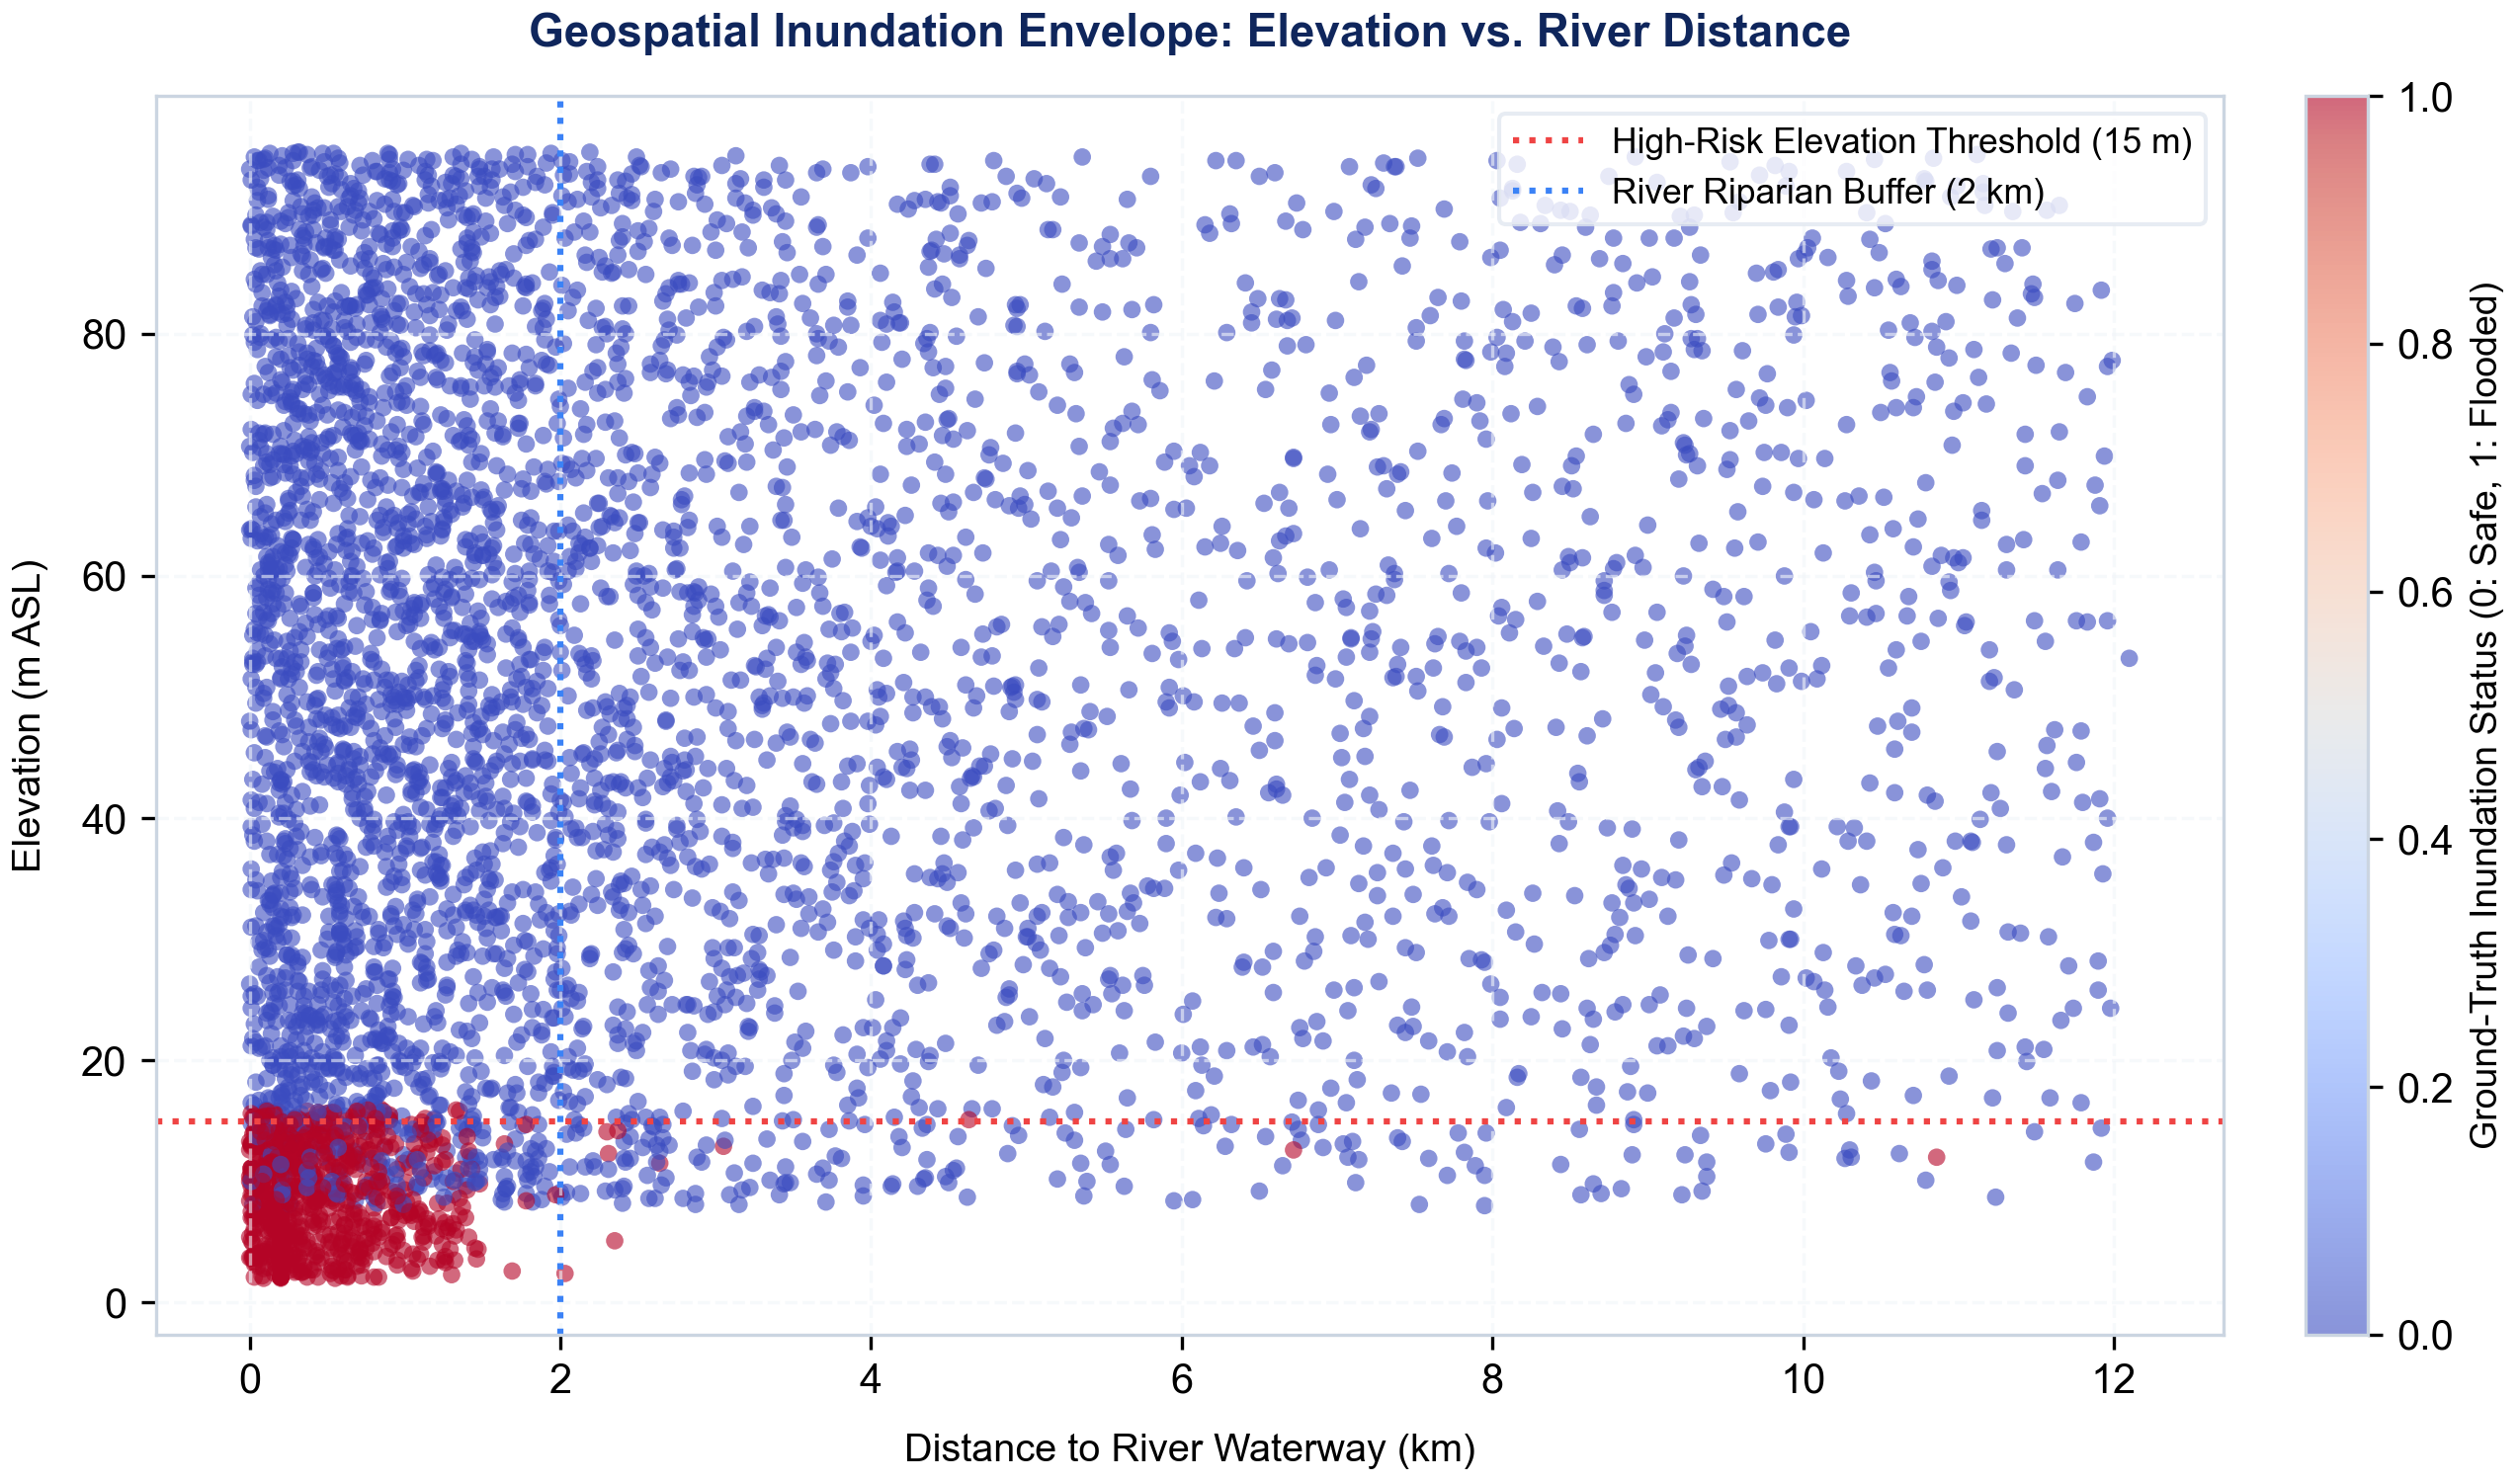 Geospatial Inundation Envelope: Elevation vs. River Distance
High-Risk Elevation Threshold (15 m)
River Riparian Buffer (2 km)
Elevation (m ASL)
80
60
40
20
0
0 2 4 6 8 10 12
Distance to River Waterway (km)
1.0
0.8
0.6
0.4
0.2
0.0
Ground-Truth Inundation Status (0: Safe, 1: Flooded)